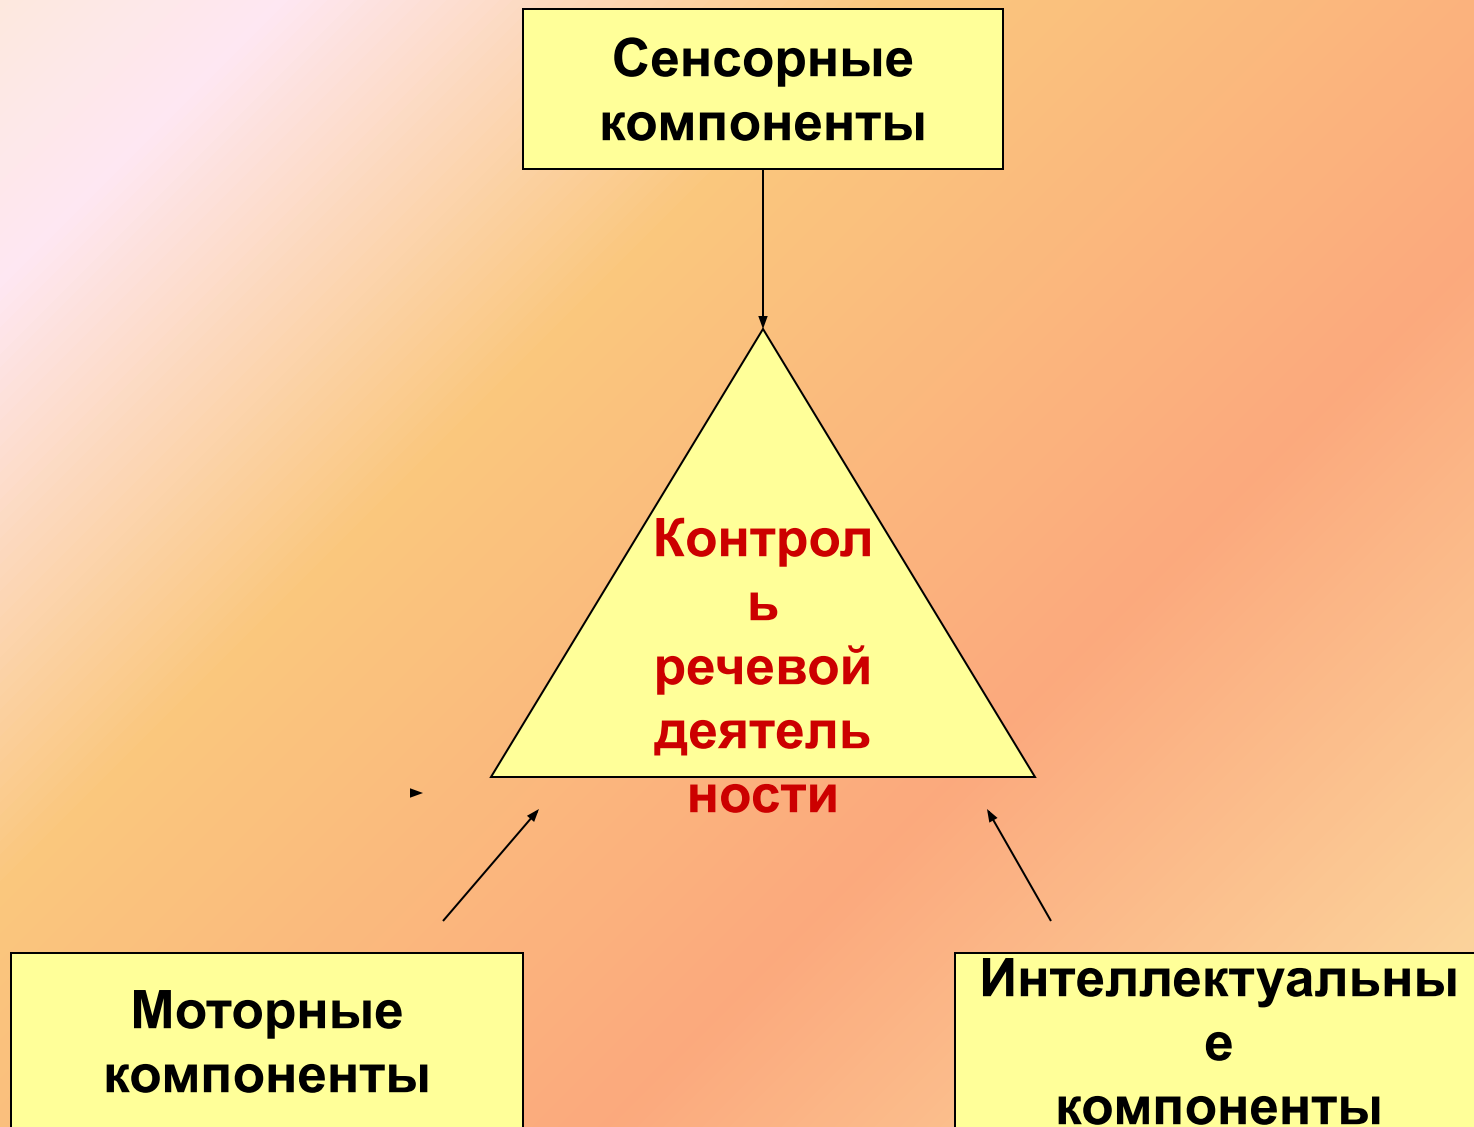 Сенсорные
компоненты
Контрол
ь
речевой
деятель
ности
Моторные
компоненты
Интеллектуальны
е
компоненты